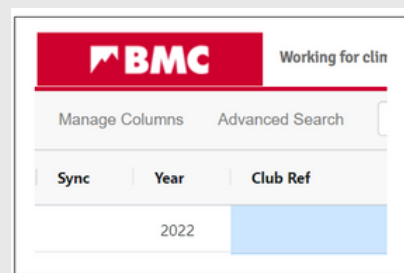 BMC
Working for clim
Manage Columns Advanced Search
Sync Year Club Ref
2022